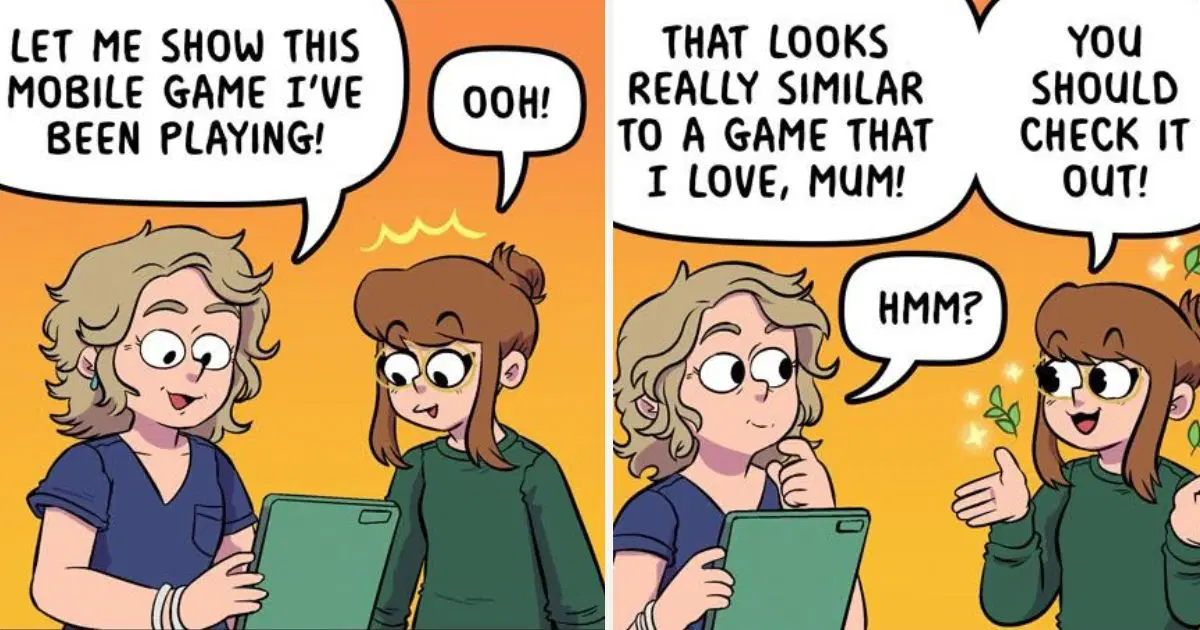 LET ME SHOW THIS
MOBILE GAME I'VE
BEEN PLAYING!
OOH!
THAT LOOKS
REALLY SIMILAR
TO A GAME THAT
I LOVE, MUM!
YOU
SHOULD
CHECK IT
OUT!
HMM?